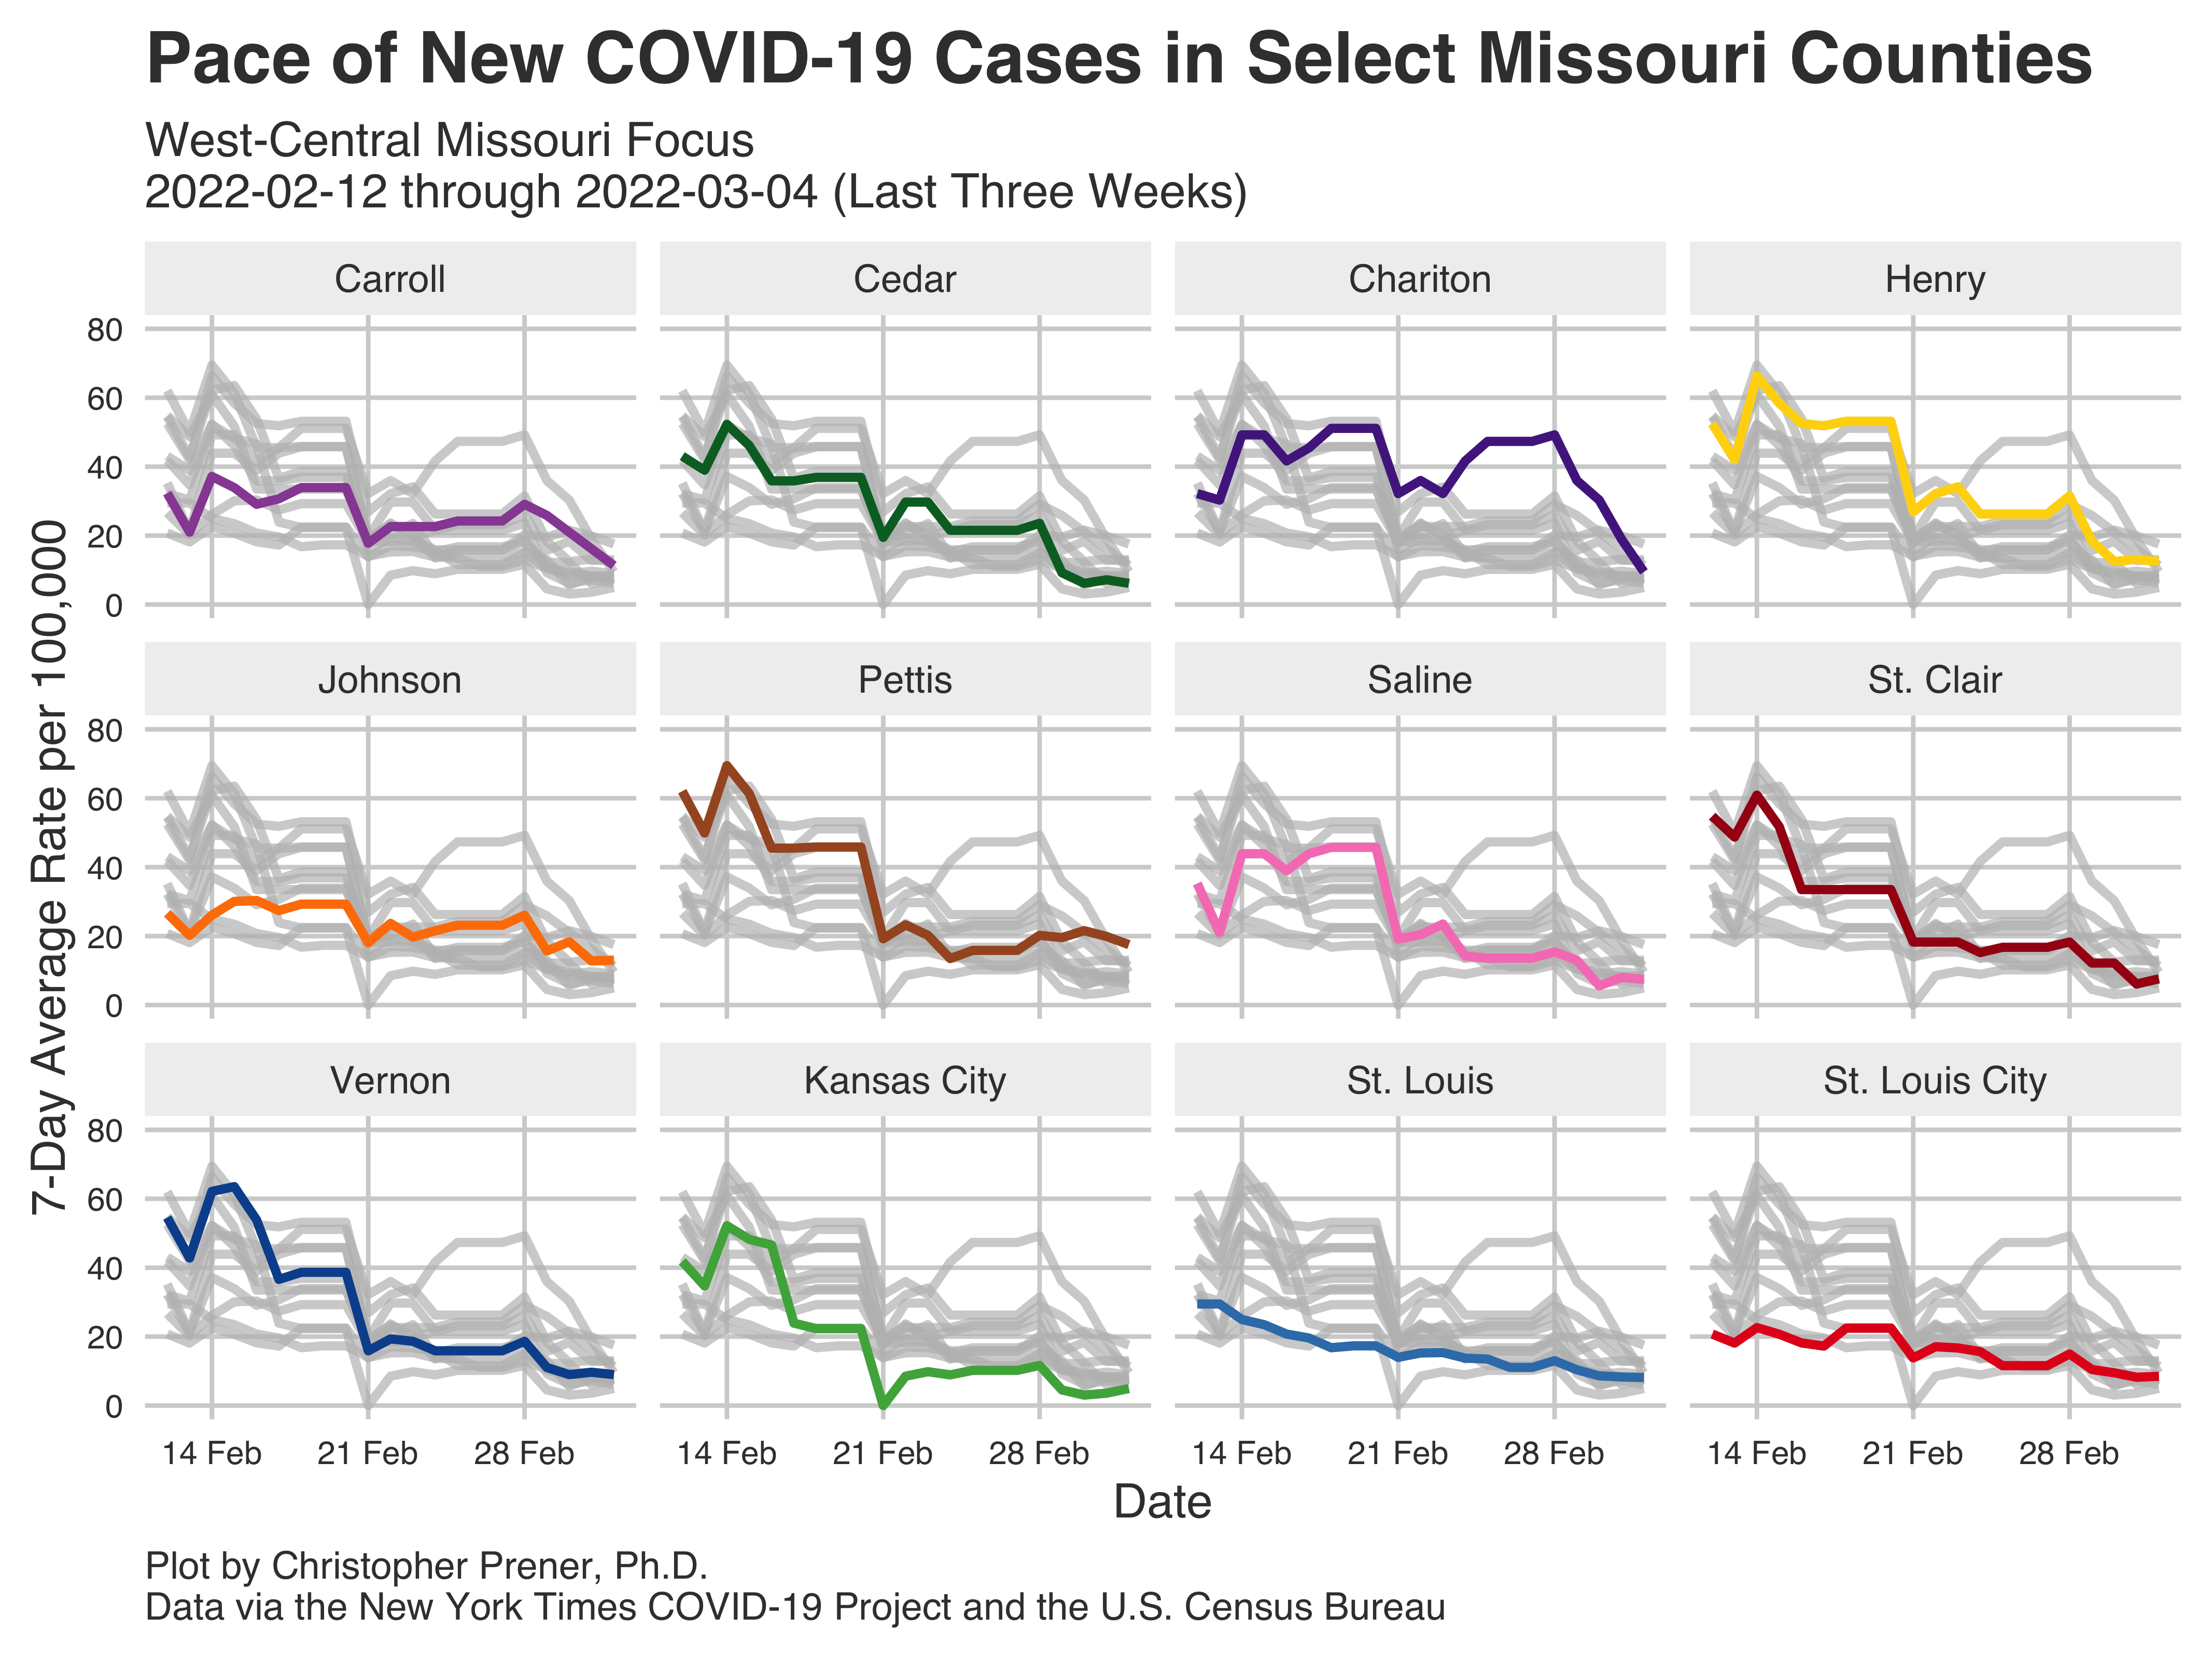 Pace of New COVID-19 Cases in Select Missouri Counties
West-Central Missouri Focus
2022-02-12 through 2022-03-04 (Last Three Weeks)
7-Day Average Rate per 100,000
Carroll Cedar Chariton Henry
80
60
40
20
0
Johnson Pettis Saline St. Clair
80
60
40
20
0
Vernon Kansas City St. Louis St. Louis City
80
60
40
20
0
14 Feb 21 Feb 28 Feb 14 Feb 21 Feb 28 Feb 14 Feb 21 Feb 28 Feb 14 Feb 21 Feb 28 Feb
Date
Plot by Christopher Prener, Ph.D.
Data via the New York Times COVID-19 Project and the U.S. Census Bureau